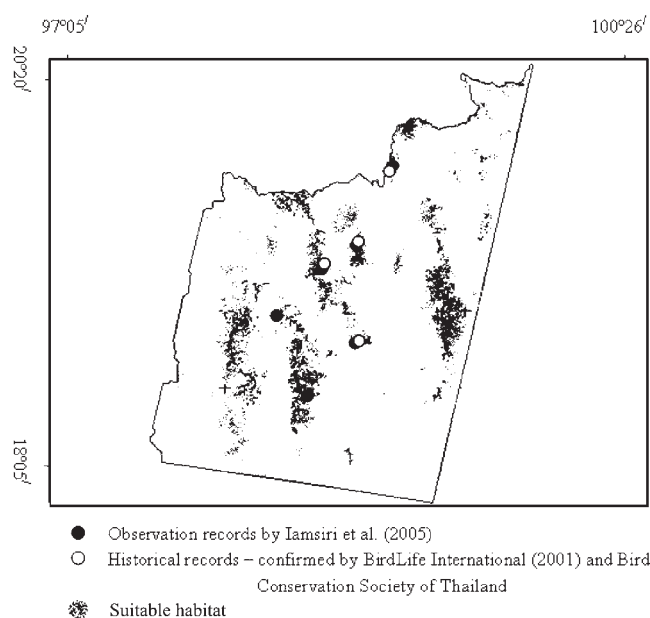 97°05′ 100°26′
20°20′
18°05′
Observation records by Iamsiri et al. (2005)
Historical records – confirmed by BirdLife International (2001) and Bird
Conservation Society of Thailand
Suitable habitat